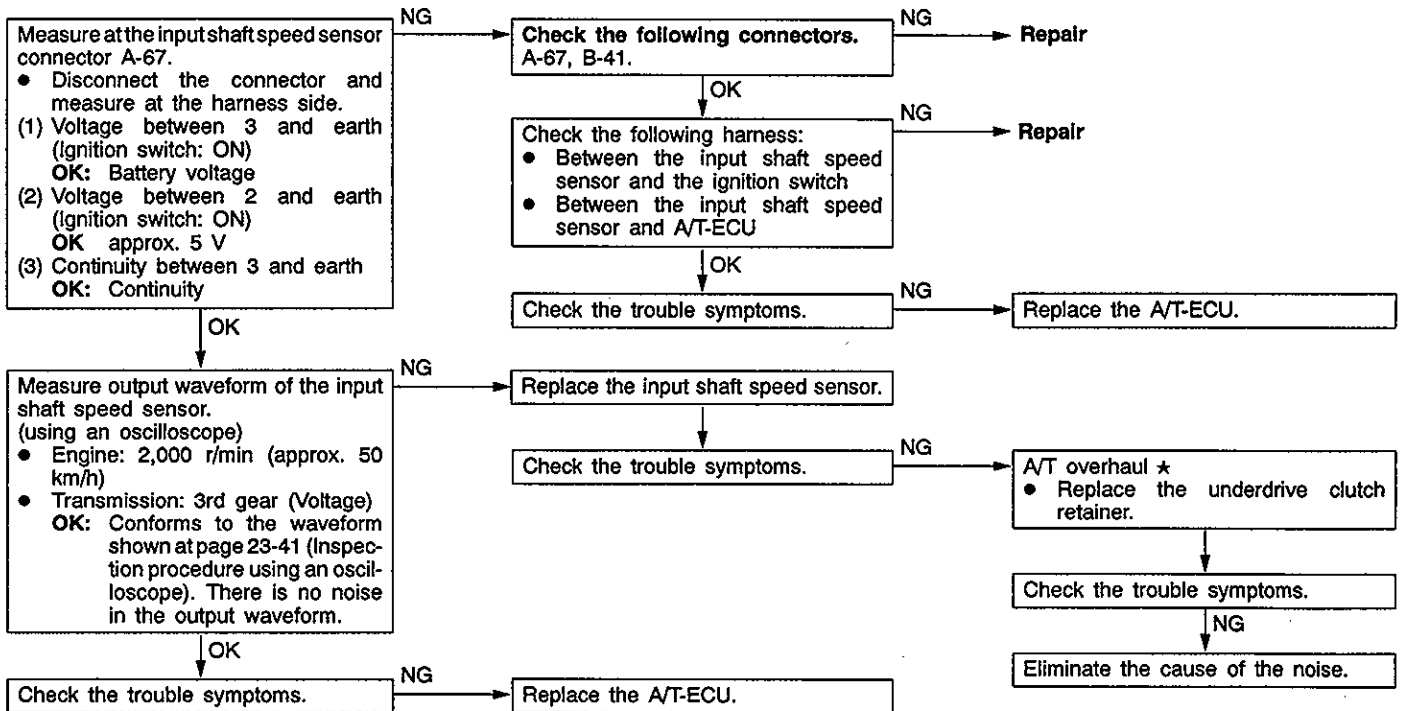 Measure at the input shaft speed sensor
connector A-67.
● Disconnect the connector and
measure at the harness side.
(1) Voltage between 3 and earth
(Ignition switch: ON)
OK: Battery voltage
(2) Voltage between 2 and earth
(Ignition switch: ON)
OK approx. 5 V
(3) Continuity between 3 and earth
OK: Continuity
NG
Check the following connectors.
A-67, B-41.
NG
Repair
OK
Check the following harness:
● Between the input shaft speed
sensor and the ignition switch
● Between the input shaft speed
sensor and A/T-ECU
NG
Repair
OK
Check the trouble symptoms.
NG
Replace the A/T-ECU.
OK
Measure output waveform of the input
shaft speed sensor.
(using an oscilloscope)
● Engine: 2,000 r/min (approx. 50
km/h)
● Transmission: 3rd gear (Voltage)
OK: Conforms to the waveform
shown at page 23-41 (Inspec-
tion procedure using an oscil-
loscope). There is no noise
in the output waveform.
NG
Replace the input shaft speed sensor.
Check the trouble symptoms.
NG
A/T overhaul ★
● Replace the underdrive clutch
retainer.
Check the trouble symptoms.
NG
Eliminate the cause of the noise.
OK
Check the trouble symptoms.
NG
Replace the A/T-ECU.